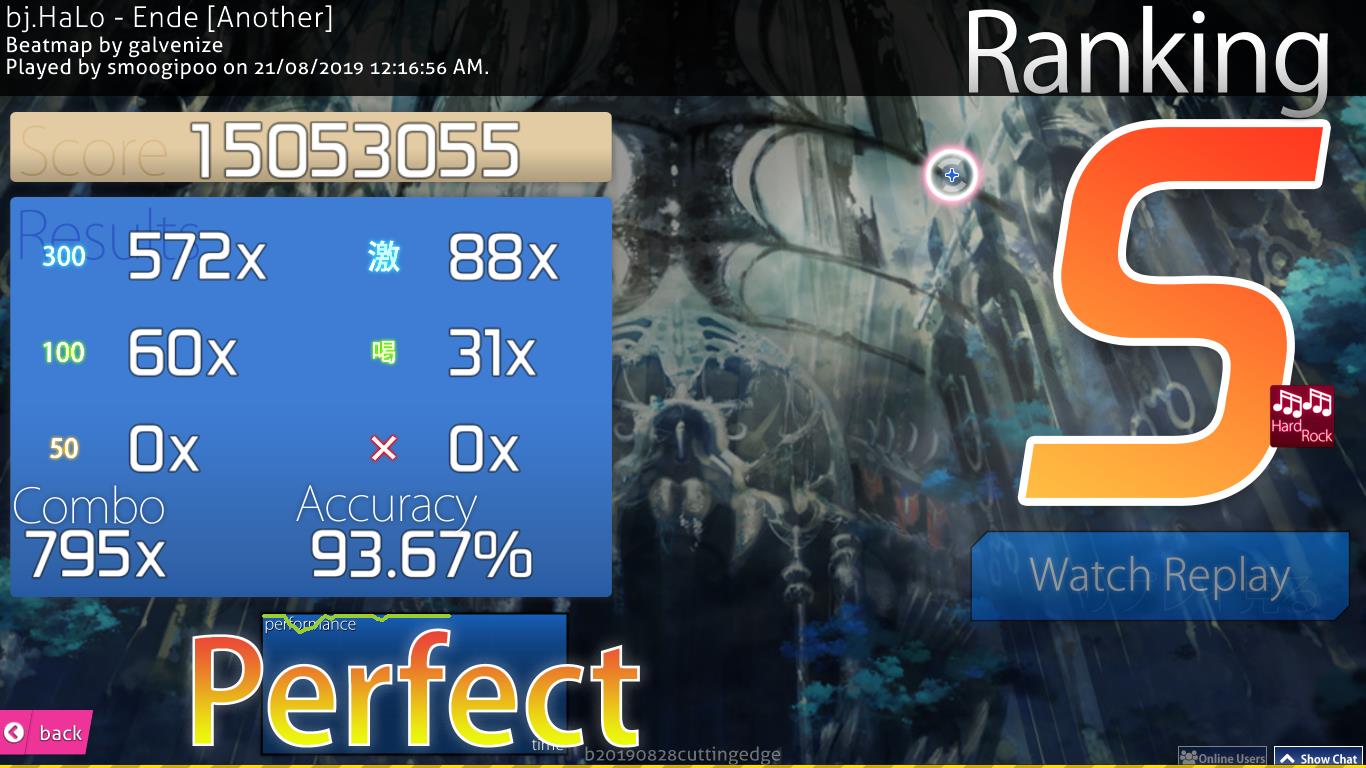 bj.HaLo - Ende [Another]
Beatmap by galvenize
Played by smoogipoo on 21/08/2019 12:16:56 AM.
Ranking
Score 15053055
Results
300 572x 激 88x
100 60x 喝 31x
50 0x 0x
Combo Accuracy
795x 93.67%
Hard Rock
Watch Replay
performance
Perfect
time
back
b20190828cuttingedge
Online Users Show Chat